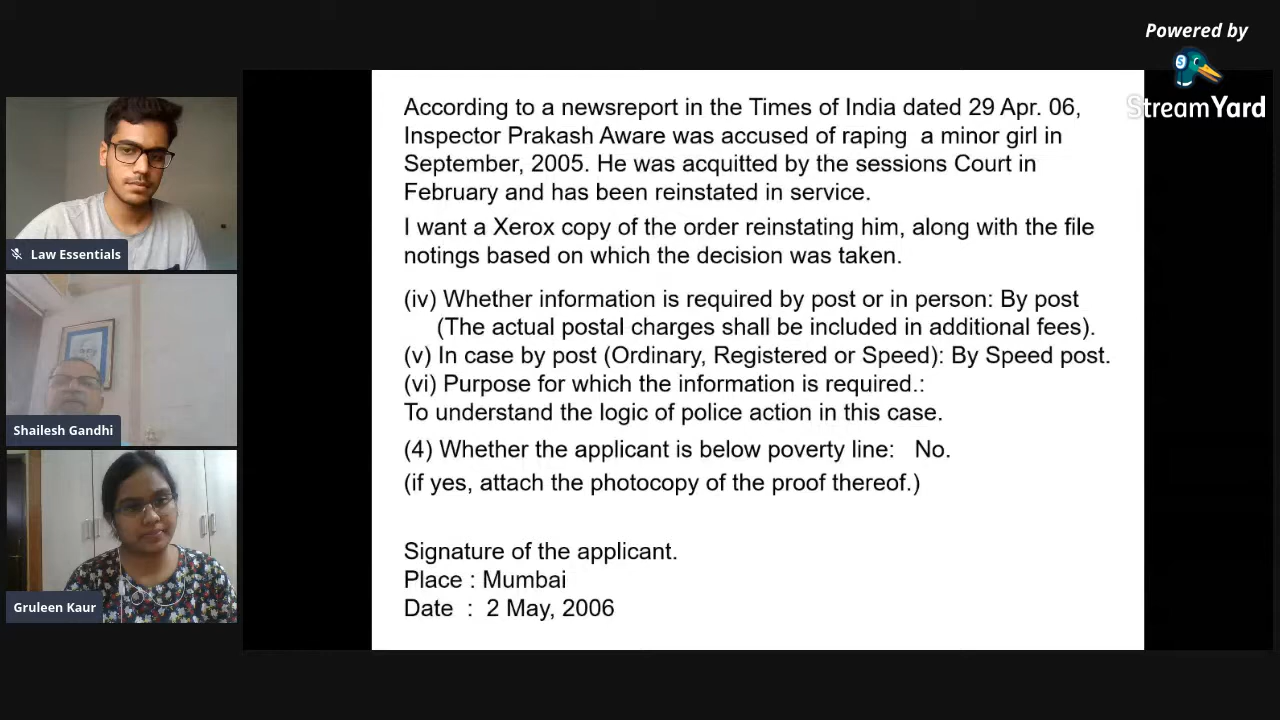 Powered by
StreamYard
According to a newsreport in the Times of India dated 29 Apr. 06,
Inspector Prakash Aware was accused of raping  a minor girl in
September, 2005. He was acquitted by the sessions Court in
February and has been reinstated in service.
I want a Xerox copy of the order reinstating him, along with the file
notings based on which the decision was taken.
(iv) Whether information is required by post or in person: By post
(The actual postal charges shall be included in additional fees).
(v) In case by post (Ordinary, Registered or Speed): By Speed post.
(vi) Purpose for which the information is required.:
To understand the logic of police action in this case.
(4) Whether the applicant is below poverty line:   No.
(if yes, attach the photocopy of the proof thereof.)
Signature of the applicant.
Place : Mumbai
Date  :  2 May, 2006
Law Essentials
Shailesh Gandhi
Gruleen Kaur